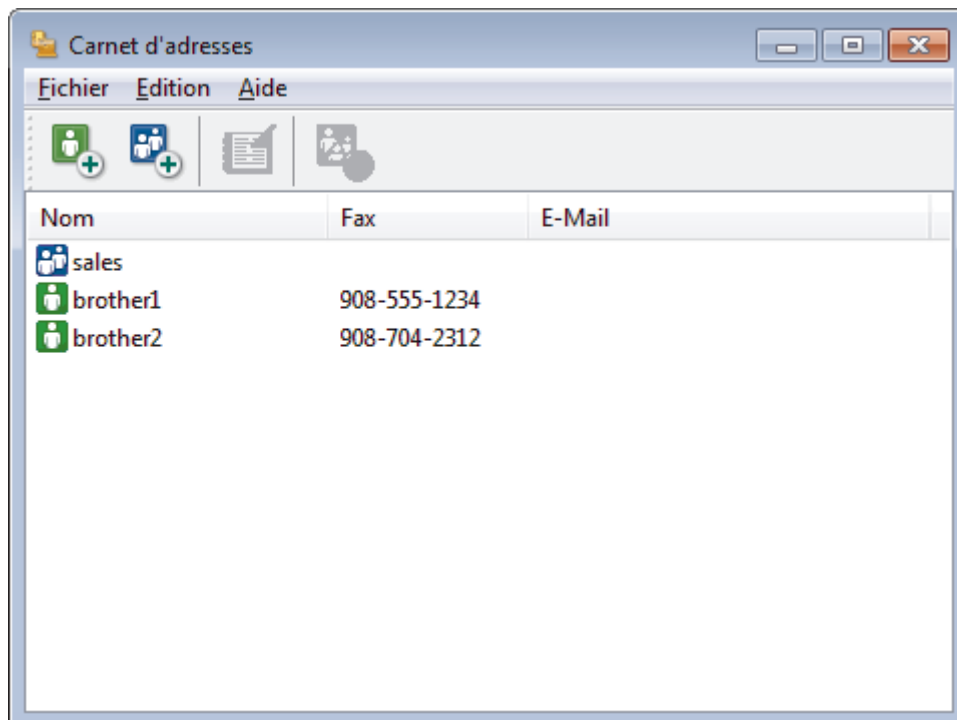 Carnet d'adresses
Fichier Edition Aide
Nom Fax E-Mail
sales
brother1 908-555-1234
brother2 908-704-2312